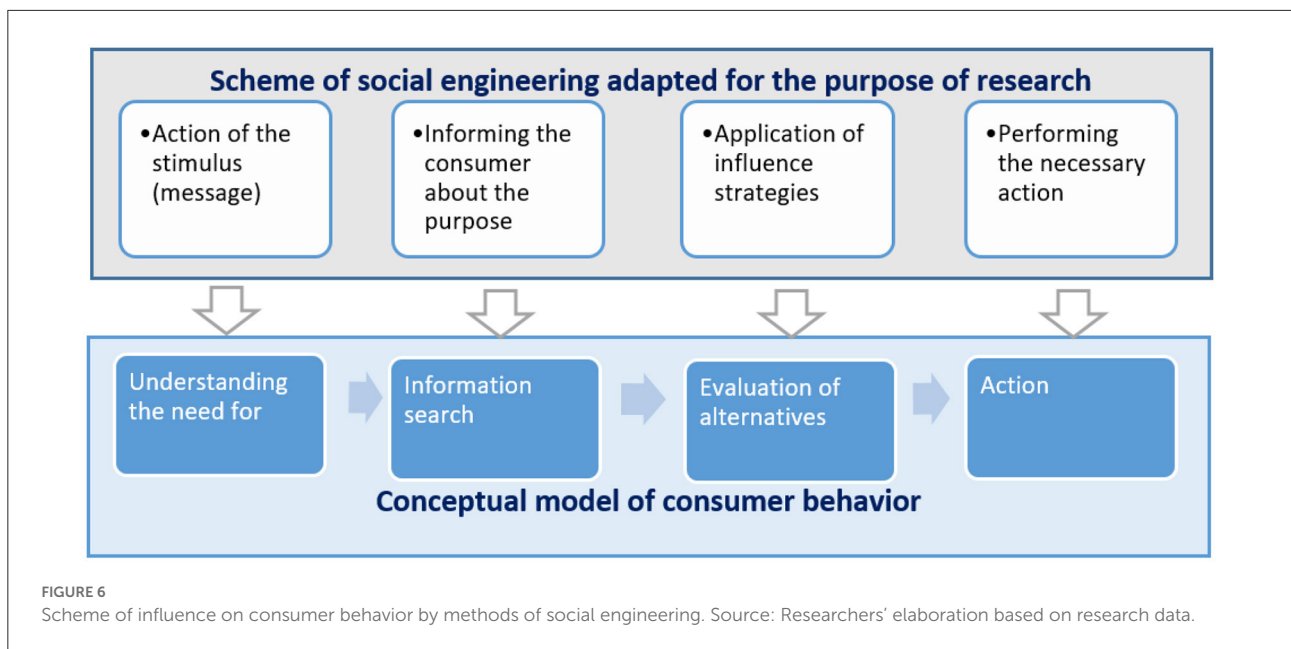 Scheme of social engineering adapted for the purpose of research
•Action of the
stimulus
(message)
•Informing the
consumer
about the
purpose
•Application of
influence
strategies
•Performing
the necessary
action
Understanding
the need for
Information
search
Evaluation of
alternatives
Action
Conceptual model of consumer behavior
FIGURE 6
Scheme of influence on consumer behavior by methods of social engineering. Source: Researchers’ elaboration based on research data.